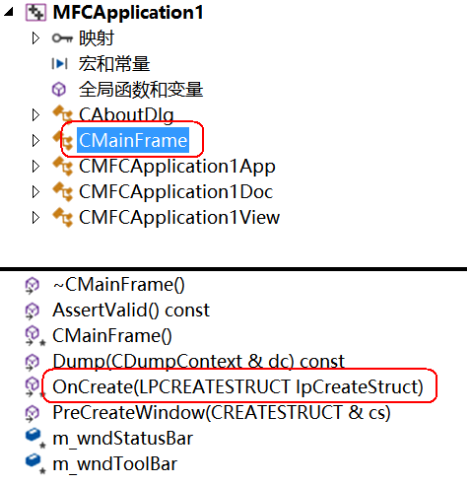 MFCApplication1
映射
宏和常量
全局函数和变量
CAboutDlg
CMainFrame
CMFCApplication1App
CMFCApplication1Doc
CMFCApplication1View
~CMainFrame()
AssertValid() const
CMainFrame()
Dump(CDumpContext & dc) const
OnCreate(LPCREATESTRUCT lpCreateStruct)
PreCreateWindow(CREATESTRUCT & cs)
m_wndStatusBar
m_wndToolBar